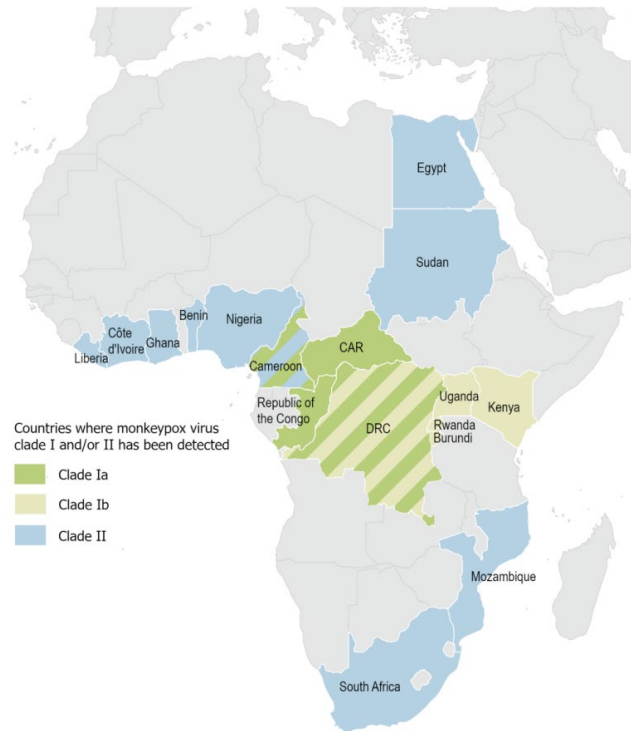 Egypt
Sudan
Benin
Nigeria
Côte
d'Ivoire
Ghana
Liberia
Cameroon
CAR
Republic of
the Congo
DRC
Uganda
Kenya
Rwanda
Burundi
Mozambique
South Africa
Countries where monkeypox virus
clade I and/or II has been detected
Clade Ia
Clade Ib
Clade II